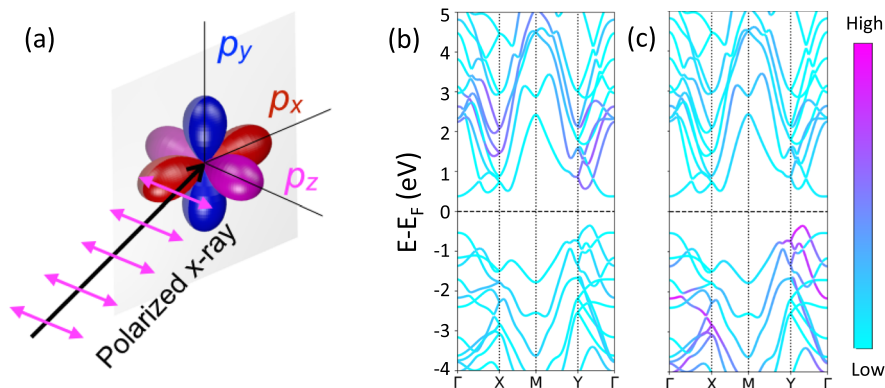 (a)
p_y
p_x
p_z
Polarized x-ray
(b)
(c)
High
Low
E-E_F (eV)
5
4
3
2
1
0
-1
-2
-3
-4
Γ X M Y Γ
Γ X M Y Γ